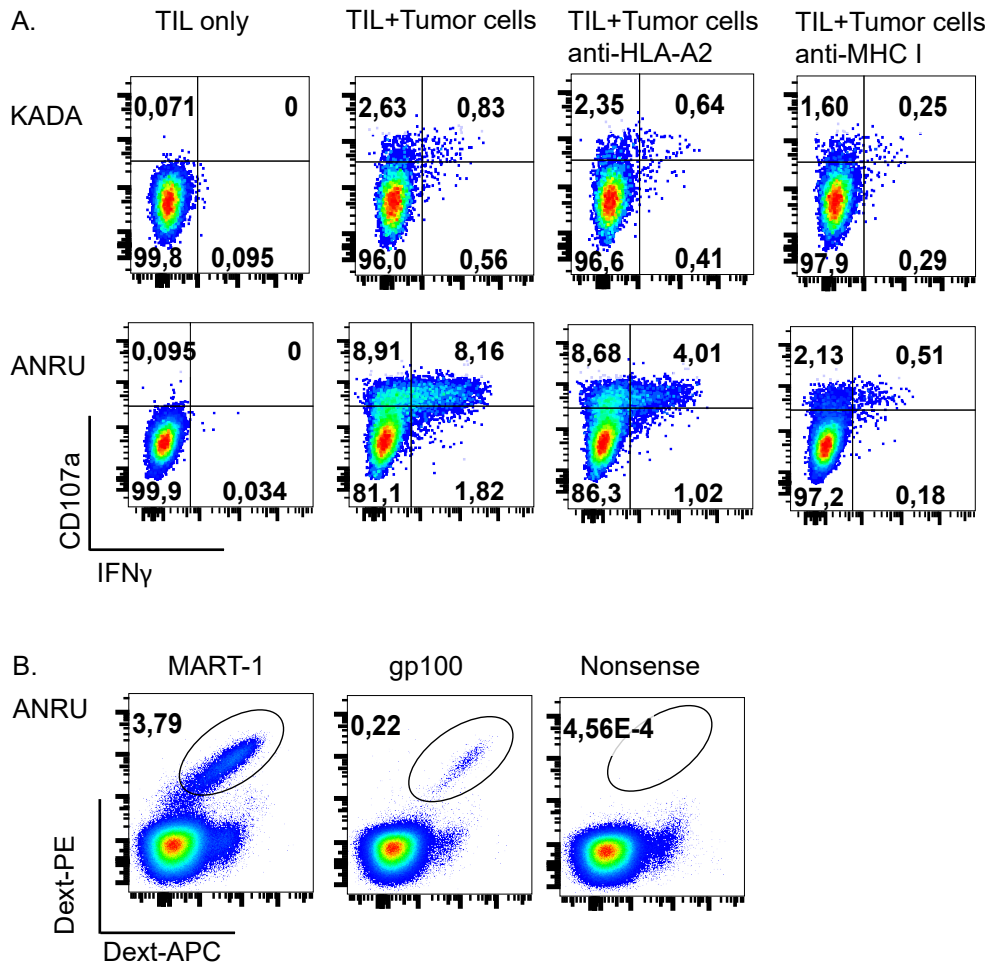 A.
TIL only
TIL+Tumor cells
TIL+Tumor cells
anti-HLA-A2
TIL+Tumor cells
anti-MHC I
KADA
0,071 0
99,8 0,095
2,63 0,83
96,0 0,56
2,35 0,64
96,6 0,41
1,60 0,25
97,9 0,29
ANRU
0,095 0
99,9 0,034
8,91 8,16
81,1 1,82
8,68 4,01
86,3 1,02
2,13 0,51
97,2 0,18
CD107a
IFNγ
B.
MART-1
gp100
Nonsense
ANRU
3,79
0,22
4,56E-4
Dext-PE
Dext-APC